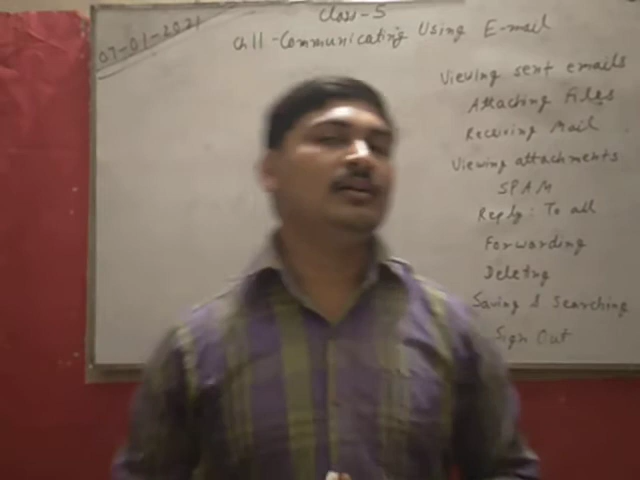 Class-5
07-01-2021
Ch 11 - Communicating Using E-mail
Viewing sent emails
Attaching Files
Receiving Mail
Viewing attachments
SPAM
Reply: To all
Forwarding
Deleting
Saving & Searching
Sign Out